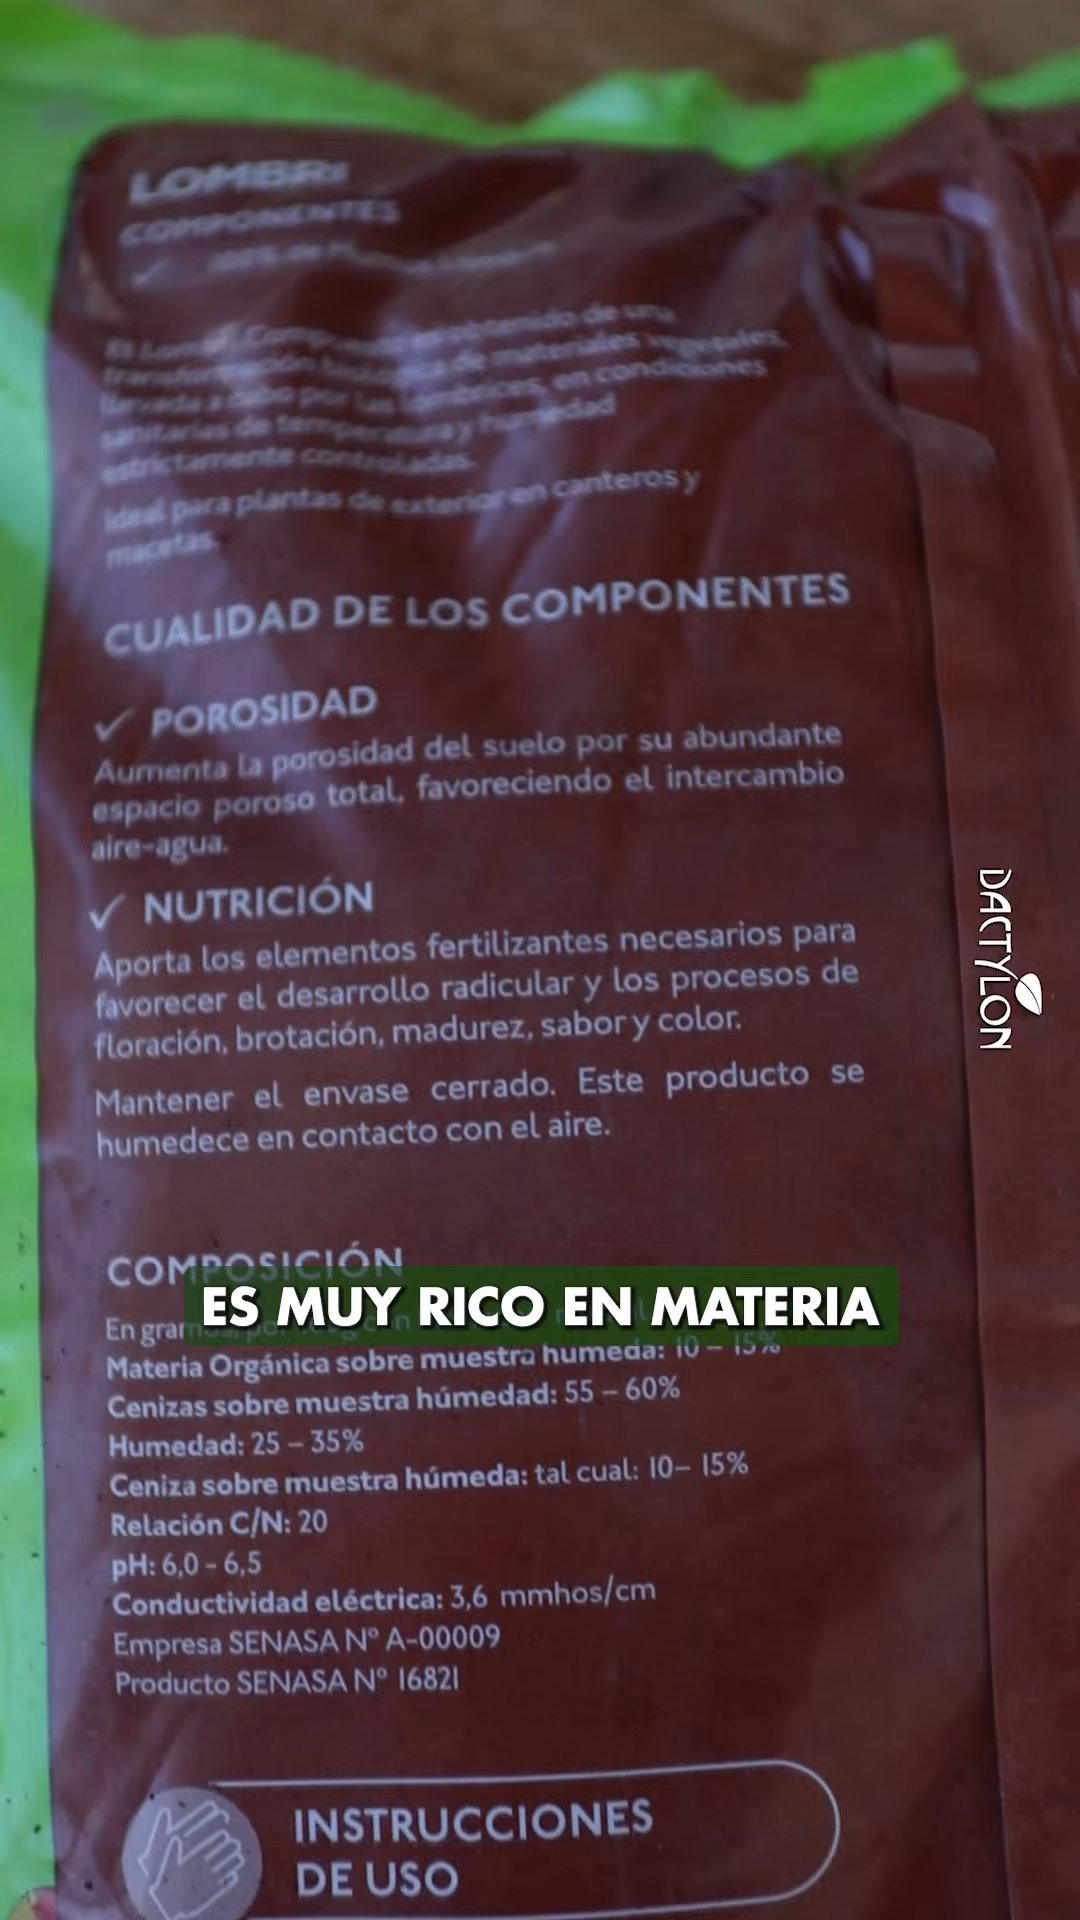 LOMBRI
COMPONENTES
✓ 100% de
obtenido de una
de materiales vegetales,
llevada a cabo por las lombrices, en condiciones
sanitarias de temperatura y humedad
estrictamente controladas.
Ideal para plantas de exterior en canteros y
macetas.
CUALIDAD DE LOS COMPONENTES
✓ POROSIDAD
Aumenta la porosidad del suelo por su abundante
espacio poroso total, favoreciendo el intercambio
aire-agua.
✓ NUTRICIÓN
Aporta los elementos fertilizantes necesarios para
favorecer el desarrollo radicular y los procesos de
floración, brotación, madurez, sabor y color.
Mantener el envase cerrado. Este producto se
humedece en contacto con el aire.
DACTYLON
COMPOSICIÓN
ES MUY RICO EN MATERIA
En gramos,
Materia Orgánica sobre muestra humeda: 10 – 15%
Cenizas sobre muestra húmedad: 55 – 60%
Humedad: 25 – 35%
Ceniza sobre muestra húmeda: tal cual: 10– 15%
Relación C/N: 20
pH: 6,0 - 6,5
Conductividad eléctrica: 3,6 mmhos/cm
Empresa SENASA Nº A-00009
Producto SENASA Nº 16821
INSTRUCCIONES
DE USO